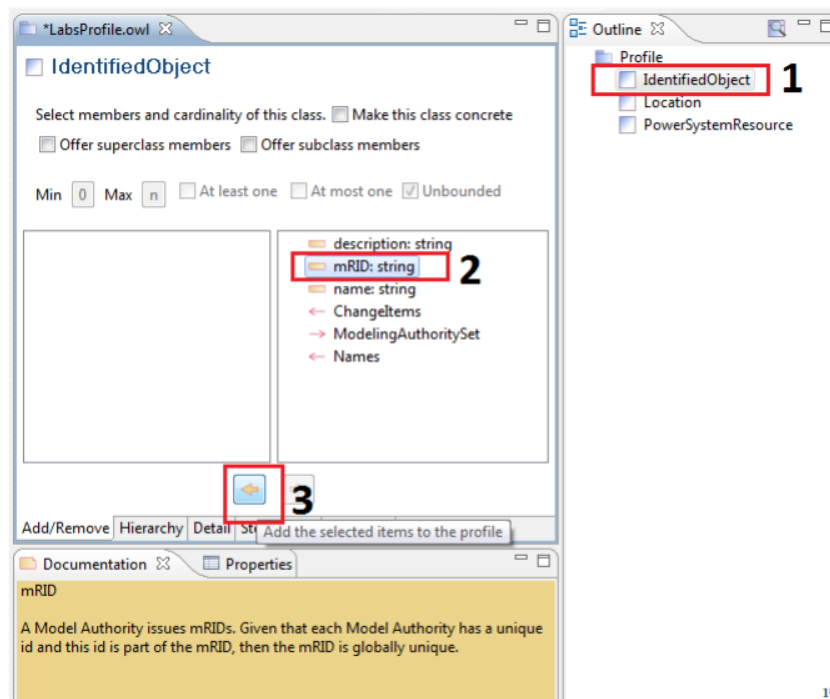 *LabsProfile.owl
IdentifiedObject
Select members and cardinality of this class. Make this class concrete
Offer superclass members Offer subclass members
Min 0 Max n At least one At most one Unbounded
description: string
mRID: string
2
name: string
ChangeItems
ModelingAuthoritySet
Names
3
Add/Remove Hierarchy Detail
Add the selected items to the profile
Outline
Profile
IdentifiedObject
1
Location
PowerSystemResource
Documentation Properties
mRID
A Model Authority issues mRIDs. Given that each Model Authority has a unique
id and this id is part of the mRID, then the mRID is globally unique.